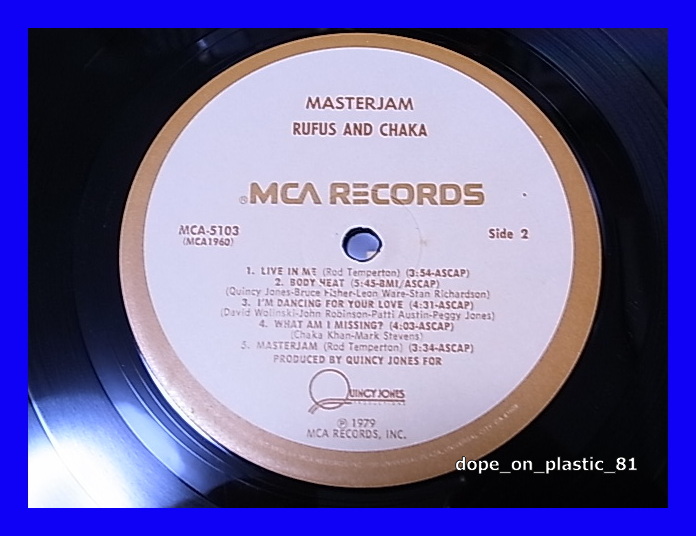 MASTERJAM
RUFUS AND CHAKA
®MCA RECORDS
MCA-5103
(MCA1960)
Side 2
1. LIVE IN ME (Rod Temperton) (3:54-ASCAP)
2. BODY HEAT (5:45-BMI/ASCAP)
(Quincy Jones-Bruce Fisher-Leon Ware-Stan Richardson)
3. I'M DANCING FOR YOUR LOVE (4:31-ASCAP)
(David Wolinski-John Robinson-Patti Austin-Peggy Jones)
4. WHAT AM I MISSING? (4:03-ASCAP)
(Chaka Khan-Mark Stevens)
5. MASTERJAM (Rod Temperton) (3:34-ASCAP)
PRODUCED BY QUINCY JONES FOR
QUINCY JONES
PRODUCTIONS
℗ 1979
MCA RECORDS, INC.
dope_on_plastic_81